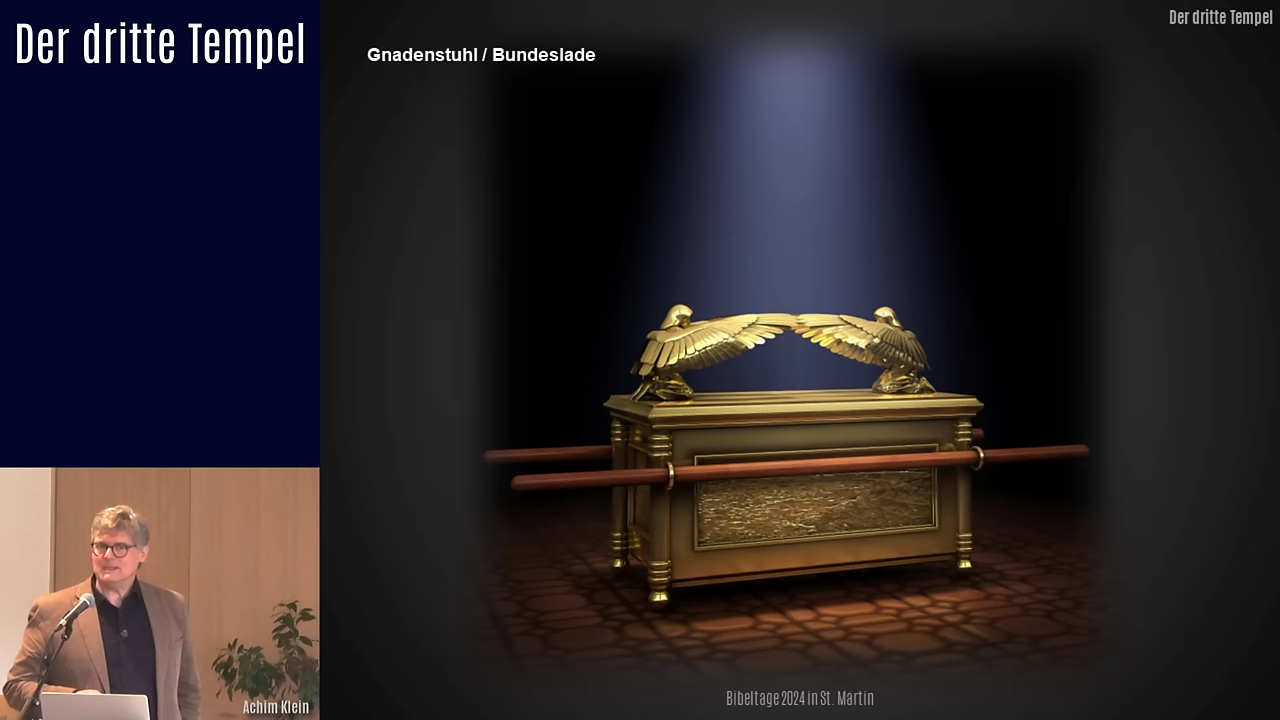 Der dritte Tempel
Der dritte Tempel
Gnadenstuhl / Bundeslade
Achim Klein
Bibeltage 2024 in St. Martin